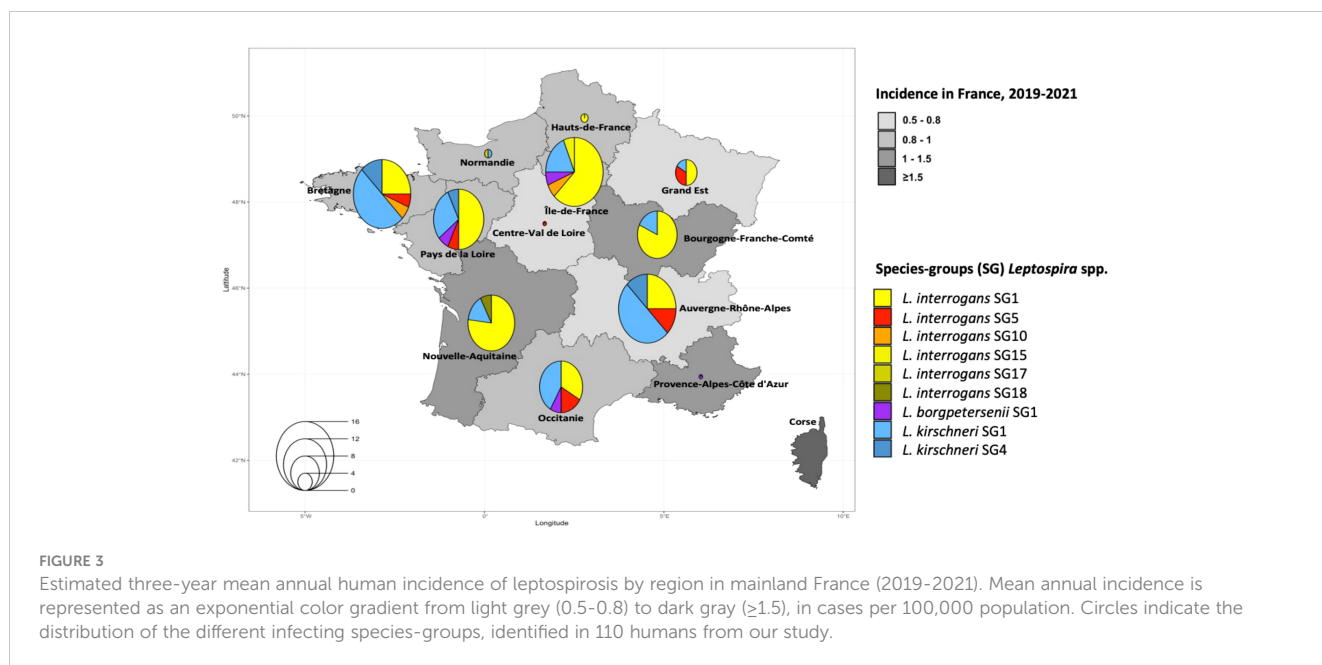 50°N
48°N
46°N
44°N
42°N
Latitude
5°W
0°
5°E
10°E
Longitude
Hauts-de-France
Normandie
Grand Est
Bretagne
Île-de-France
Centre-Val de Loire
Bourgogne-Franche-Comté
Pays de la Loire
Auvergne-Rhône-Alpes
Nouvelle-Aquitaine
Provence-Alpes-Côte d'Azur
Occitanie
Corse
16
12
8
4
0
Incidence in France, 2019-2021
0.5 - 0.8
0.8 - 1
1 - 1.5
≥1.5
Species-groups (SG) Leptospira spp.
L. interrogans SG1
L. interrogans SG5
L. interrogans SG10
L. interrogans SG15
L. interrogans SG17
L. interrogans SG18
L. borgpetersenii SG1
L. kirschneri SG1
L. kirschneri SG4
FIGURE 3
Estimated three-year mean annual human incidence of leptospirosis by region in mainland France (2019-2021). Mean annual incidence is
represented as an exponential color gradient from light grey (0.5-0.8) to dark gray (≥1.5), in cases per 100,000 population. Circles indicate the
distribution of the different infecting species-groups, identified in 110 humans from our study.